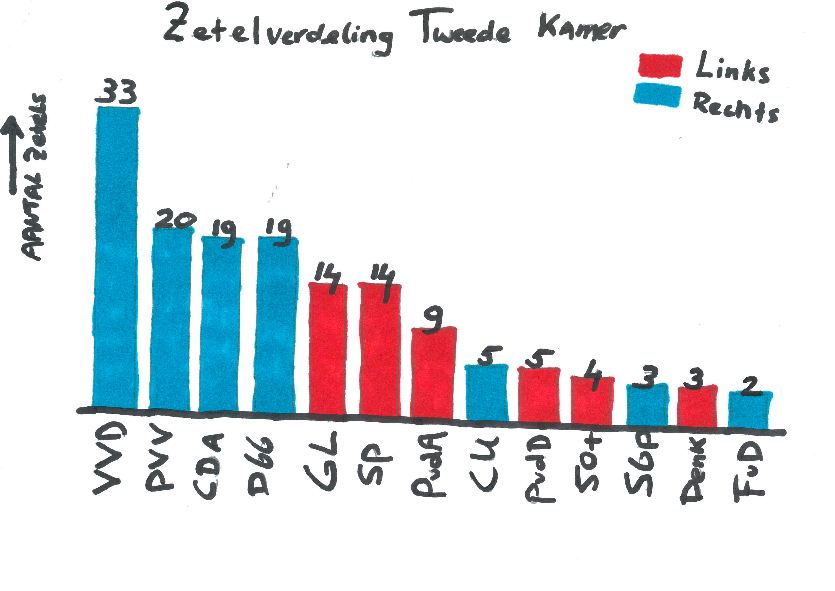 Zetelverdeling Tweede Kamer
Links
Rechts
AANTAL Zetels
33
20
19
19
14
14
9
5
5
4
3
3
2
VVD
PVV
CDA
D66
GL
SP
PvdA
CU
PvdD
50+
SGP
Denk
FvD